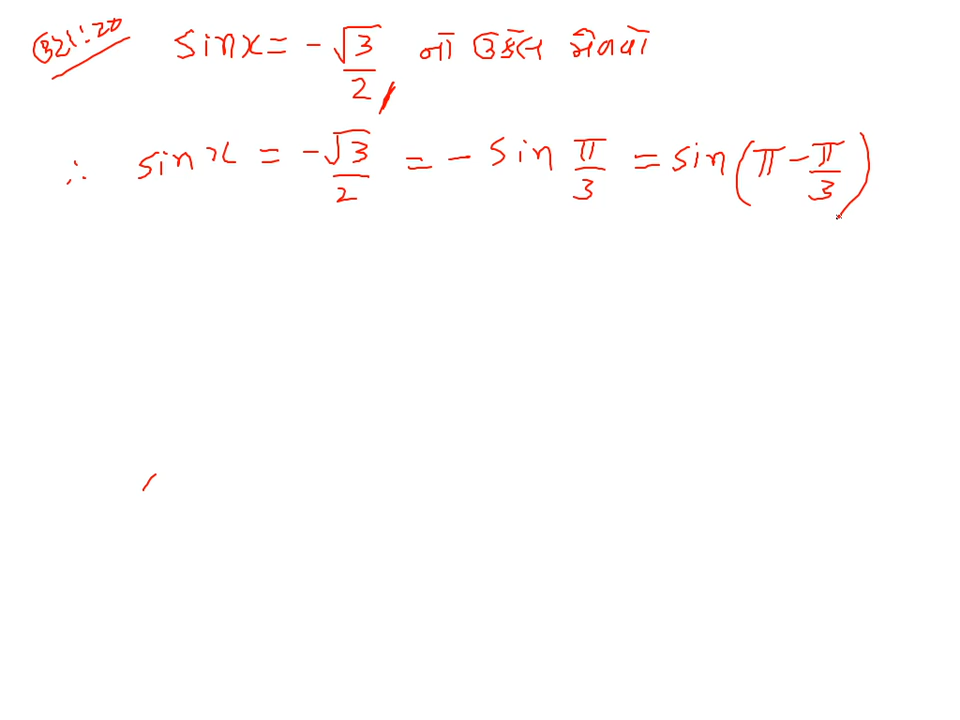 ઉદા: 20 sin x = - √3/2 નો ઉકેલ મેળવો
∴ sin x = - √3/2 = - sin π/3 = sin (π - π/3)